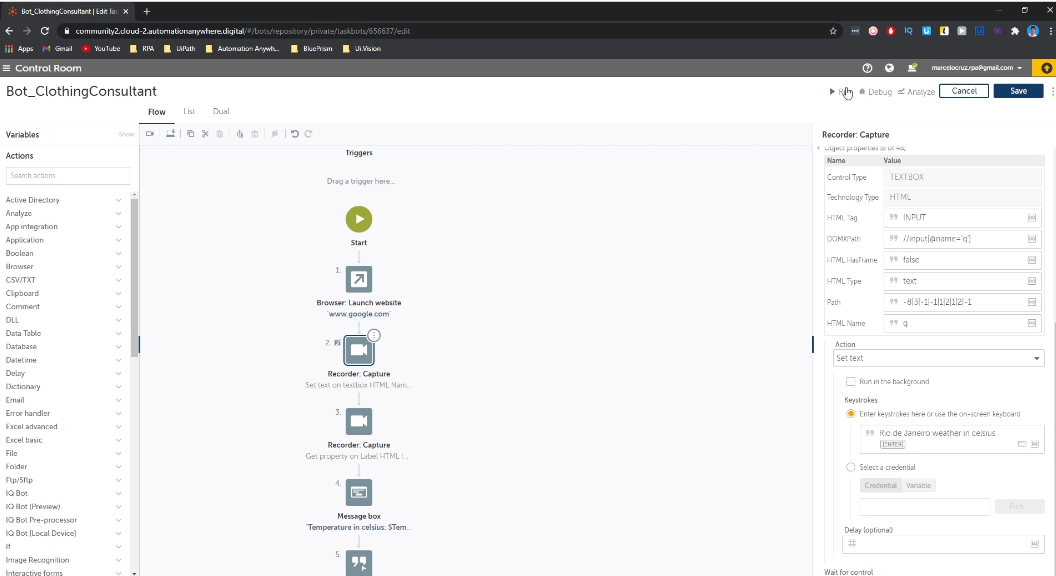 Bot_ClothingConsultant | Edit Tas
community2.cloud-2.automationanywhere.digital/#/bots/repository/private/taskbots/656637/edit
Apps Gmail YouTube RPA UiPath Automation Anywh... BluePrism Ui.Vision
Control Room marcelocruz.rpa@gmail.com
Bot_ClothingConsultant Debug Analyze Cancel Save
Flow List Dual
Variables Show
Recorder: Capture
Actions
Search actions
Active Directory
Analyze
App integration
Application
Boolean
Browser
CSV/TXT
Clipboard
Comment
DLL
Data Table
Database
Datetime
Delay
Dictionary
Email
Error handler
Excel advanced
Excel basic
File
Folder
Ftp/Sftp
IQ Bot
IQ Bot [Preview]
IQ Bot Pre-processor
IQ Bot [Local Device]
If
Image Recognition
Interactive forms
Triggers
Drag a trigger here...
Start
1.
Browser: Launch website
"www.google.com"
2.
Recorder: Capture
Set text on textbox HTML Nam...
3.
Recorder: Capture
Get property on Label HTML I...
4.
Message box
"Temperature in celsius: $Tem...
5.
Name Value
Control Type TEXTBOX
Technology Type HTML
HTML Tag INPUT
DOMXPath //input[@name='q']
HTML HasFrame false
HTML Type text
Path -8|3|-1|-1|1|2|1|2|-1
HTML Name q
Action
Set text
Run in the background
Keystrokes
Enter keystrokes here or use the on-screen keyboard
Rio de Janeiro weather in celsius
[ENTER]
Select a credential
Credential Variable
Pick
Delay (optional)
#
Wait for control